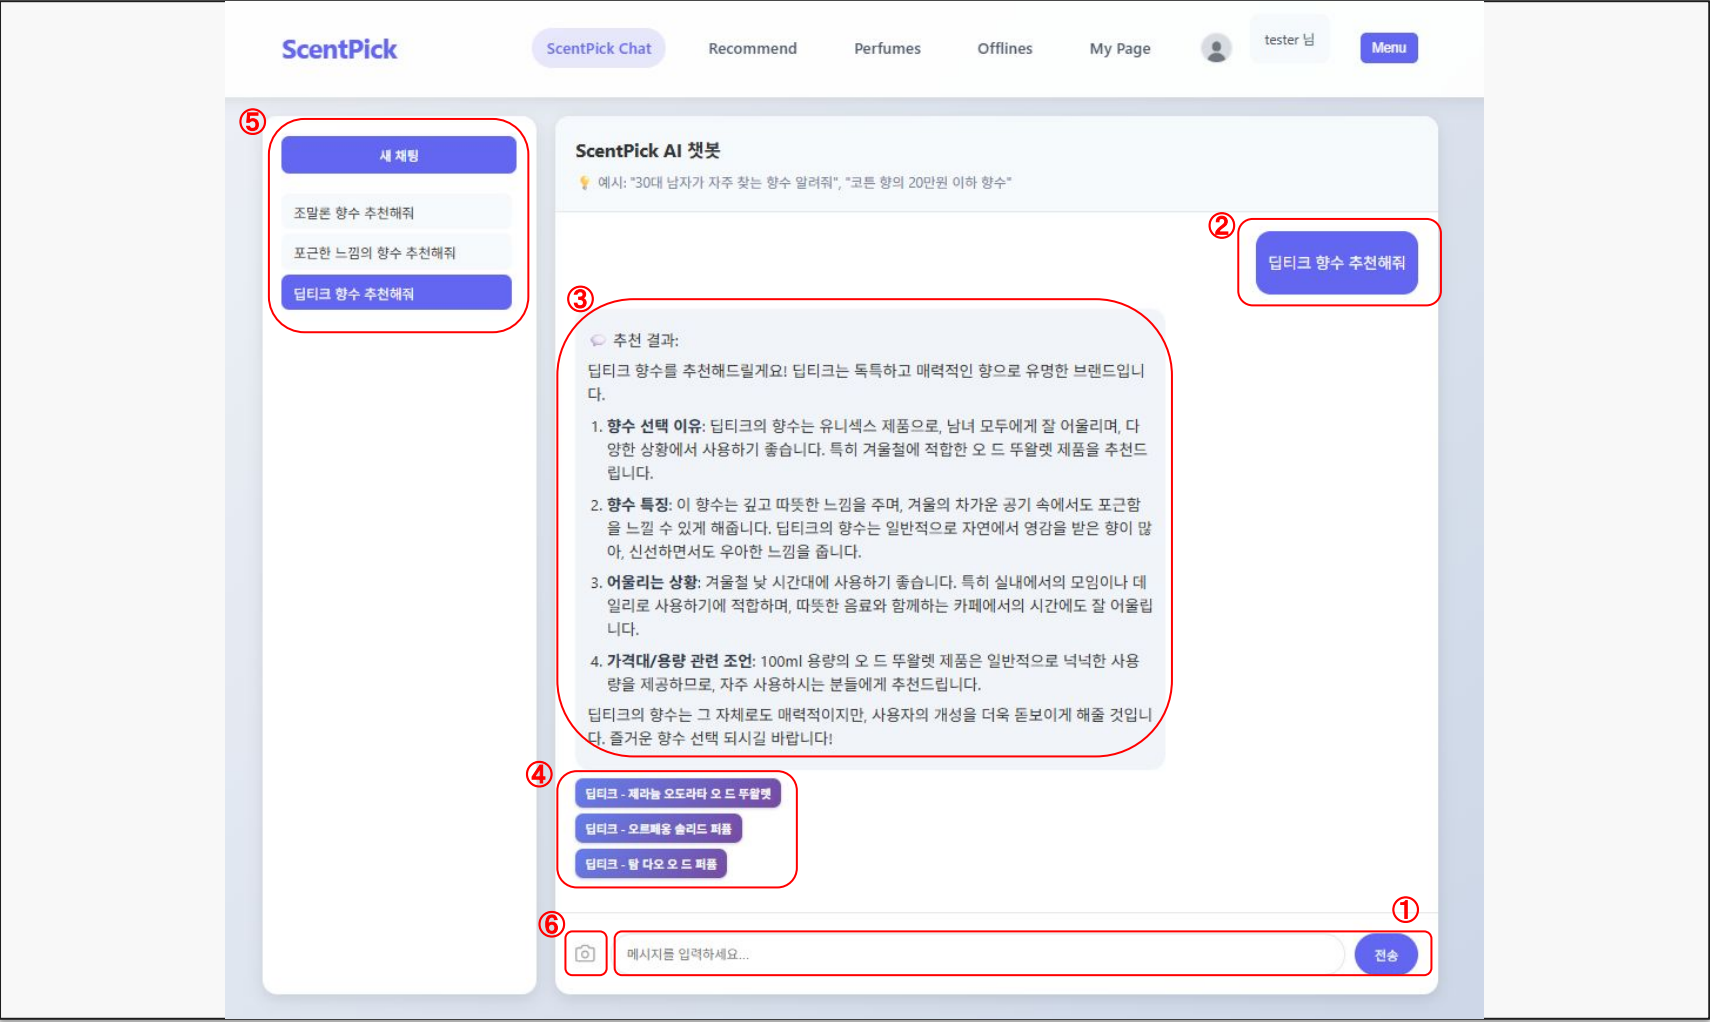 ScentPick
ScentPick Chat
Recommend
Perfumes
Offlines
My Page
tester 님
Menu
⑤
새 채팅
조말론 향수 추천해줘
포근한 느낌의 향수 추천해줘
딥티크 향수 추천해줘
ScentPick AI 챗봇
예시: "30대 남자가 자주 찾는 향수 알려줘", "코튼 향의 20만원 이하 향수"
②
딥티크 향수 추천해줘
③
추천 결과:
딥티크 향수를 추천해드릴게요! 딥티크는 독특하고 매력적인 향으로 유명한 브랜드입니
다.
1. 향수 선택 이유: 딥티크의 향수는 유니섹스 제품으로, 남녀 모두에게 잘 어울리며, 다
양한 상황에서 사용하기 좋습니다. 특히 겨울철에 적합한 오 드 뚜왈렛 제품을 추천드
립니다.
2. 향수 특징: 이 향수는 깊고 따뜻한 느낌을 주며, 겨울의 차가운 공기 속에서도 포근함
을 느낄 수 있게 해줍니다. 딥티크의 향수는 일반적으로 자연에서 영감을 받은 향이 많
아, 신선하면서도 우아한 느낌을 줍니다.
3. 어울리는 상황: 겨울철 낮 시간대에 사용하기 좋습니다. 특히 실내에서의 모임이나 데
일리로 사용하기에 적합하며, 따뜻한 음료와 함께하는 카페에서의 시간에도 잘 어울립
니다.
4. 가격대/용량 관련 조언: 100ml 용량의 오 드 뚜왈렛 제품은 일반적으로 넉넉한 사용
량을 제공하므로, 자주 사용하시는 분들에게 추천드립니다.
딥티크의 향수는 그 자체로도 매력적이지만, 사용자의 개성을 더욱 돋보이게 해줄 것입니
다. 즐거운 향수 선택 되시길 바랍니다!
④
딥티크 - 제라늄 오도라타 오 드 뚜왈렛
딥티크 - 오르페옹 솔리드 퍼퓸
딥티크 - 탐 다오 오 드 퍼퓸
⑥
메시지를 입력하세요...
①
전송